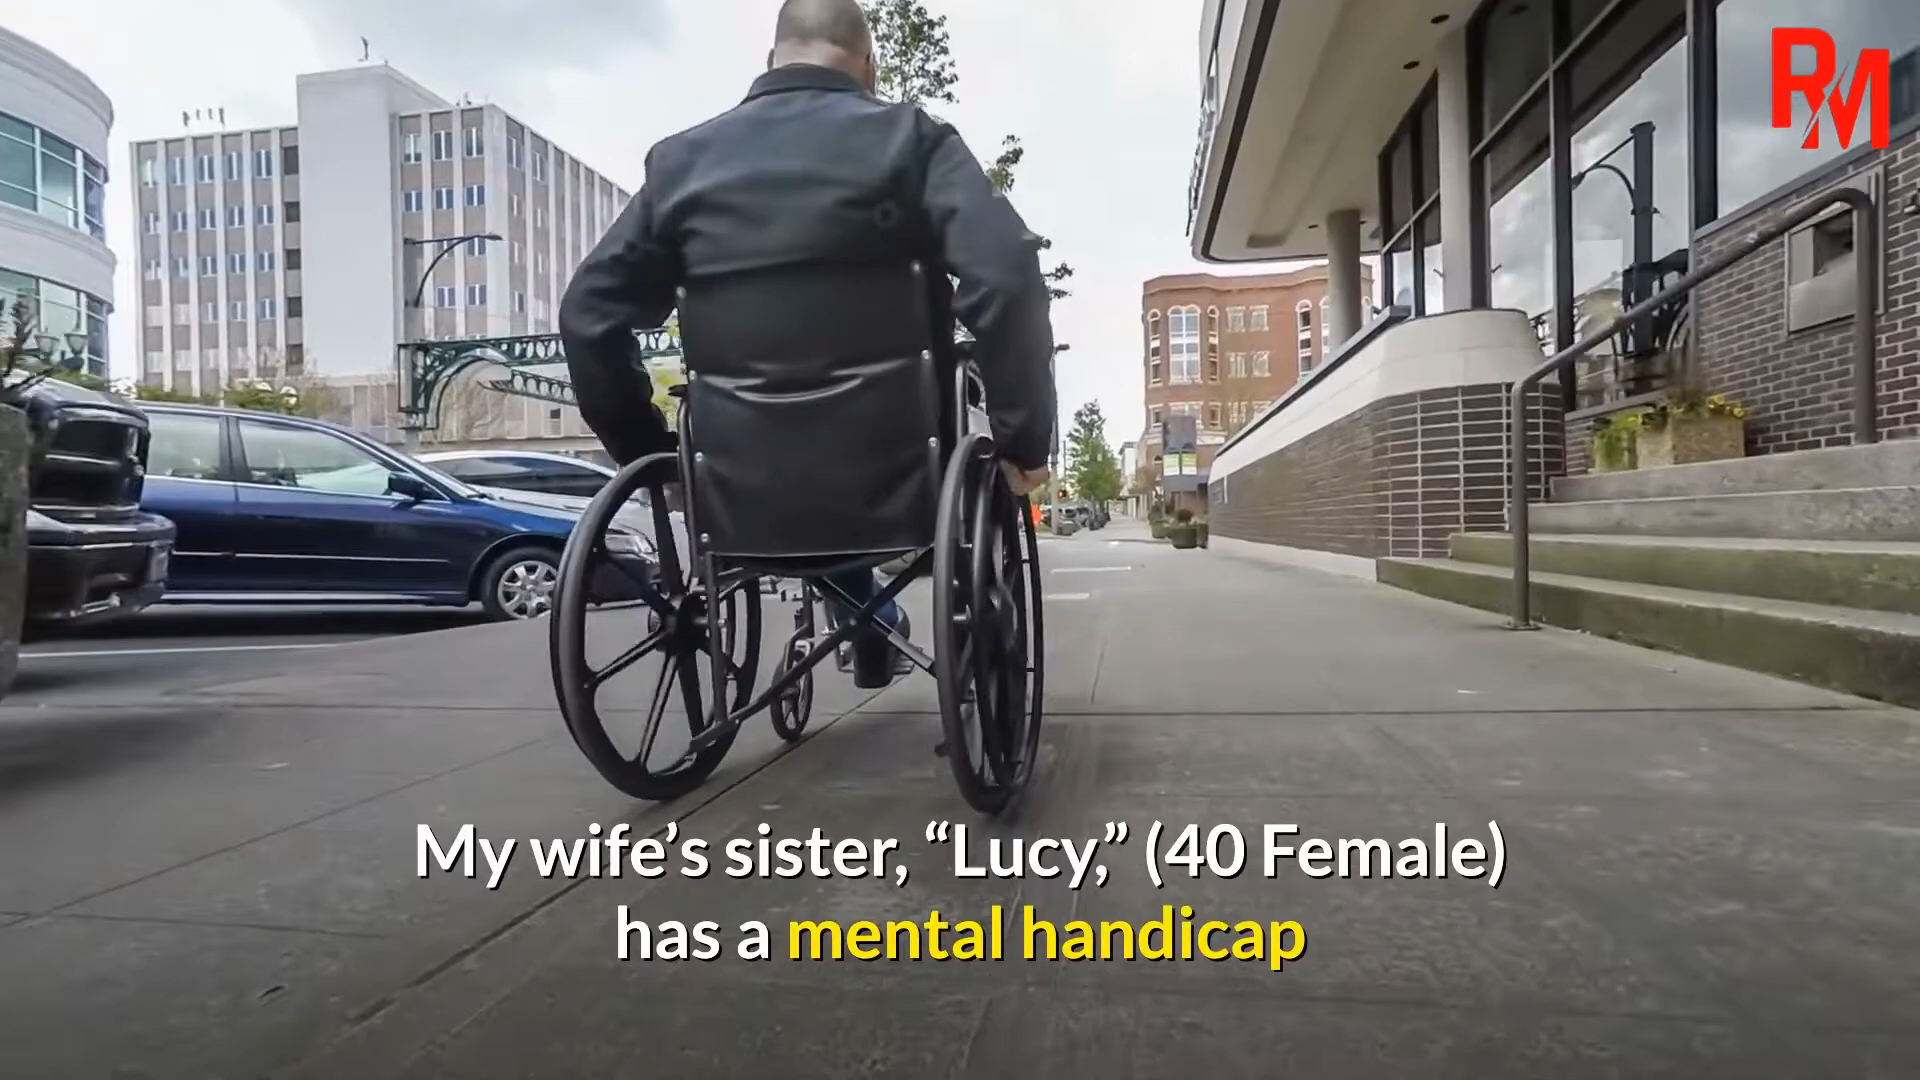 RM
My wife’s sister, “Lucy,” (40 Female)
has a mental handicap